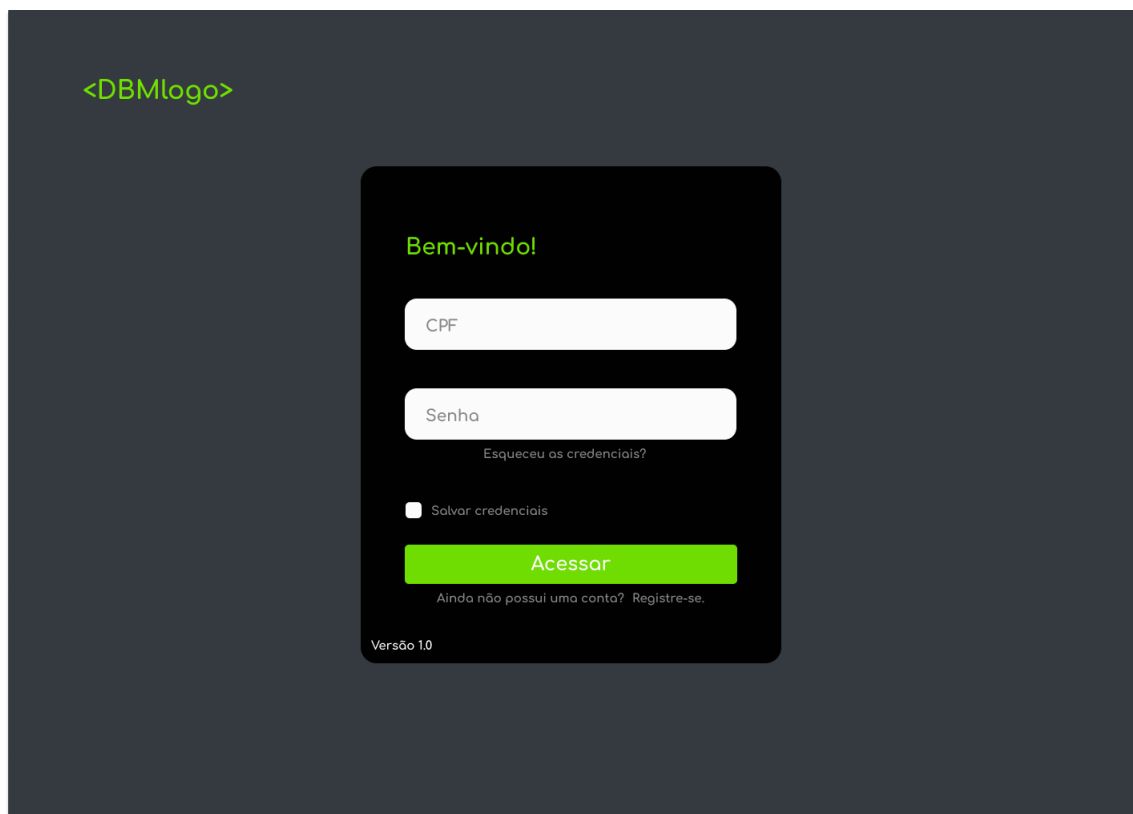 <DBMlogo>
Bem-vindo!
CPF
Senha
Esqueceu as credenciais?
Salvar credenciais
Acessar
Ainda não possui uma conta? Registre-se.
Versão 1.0